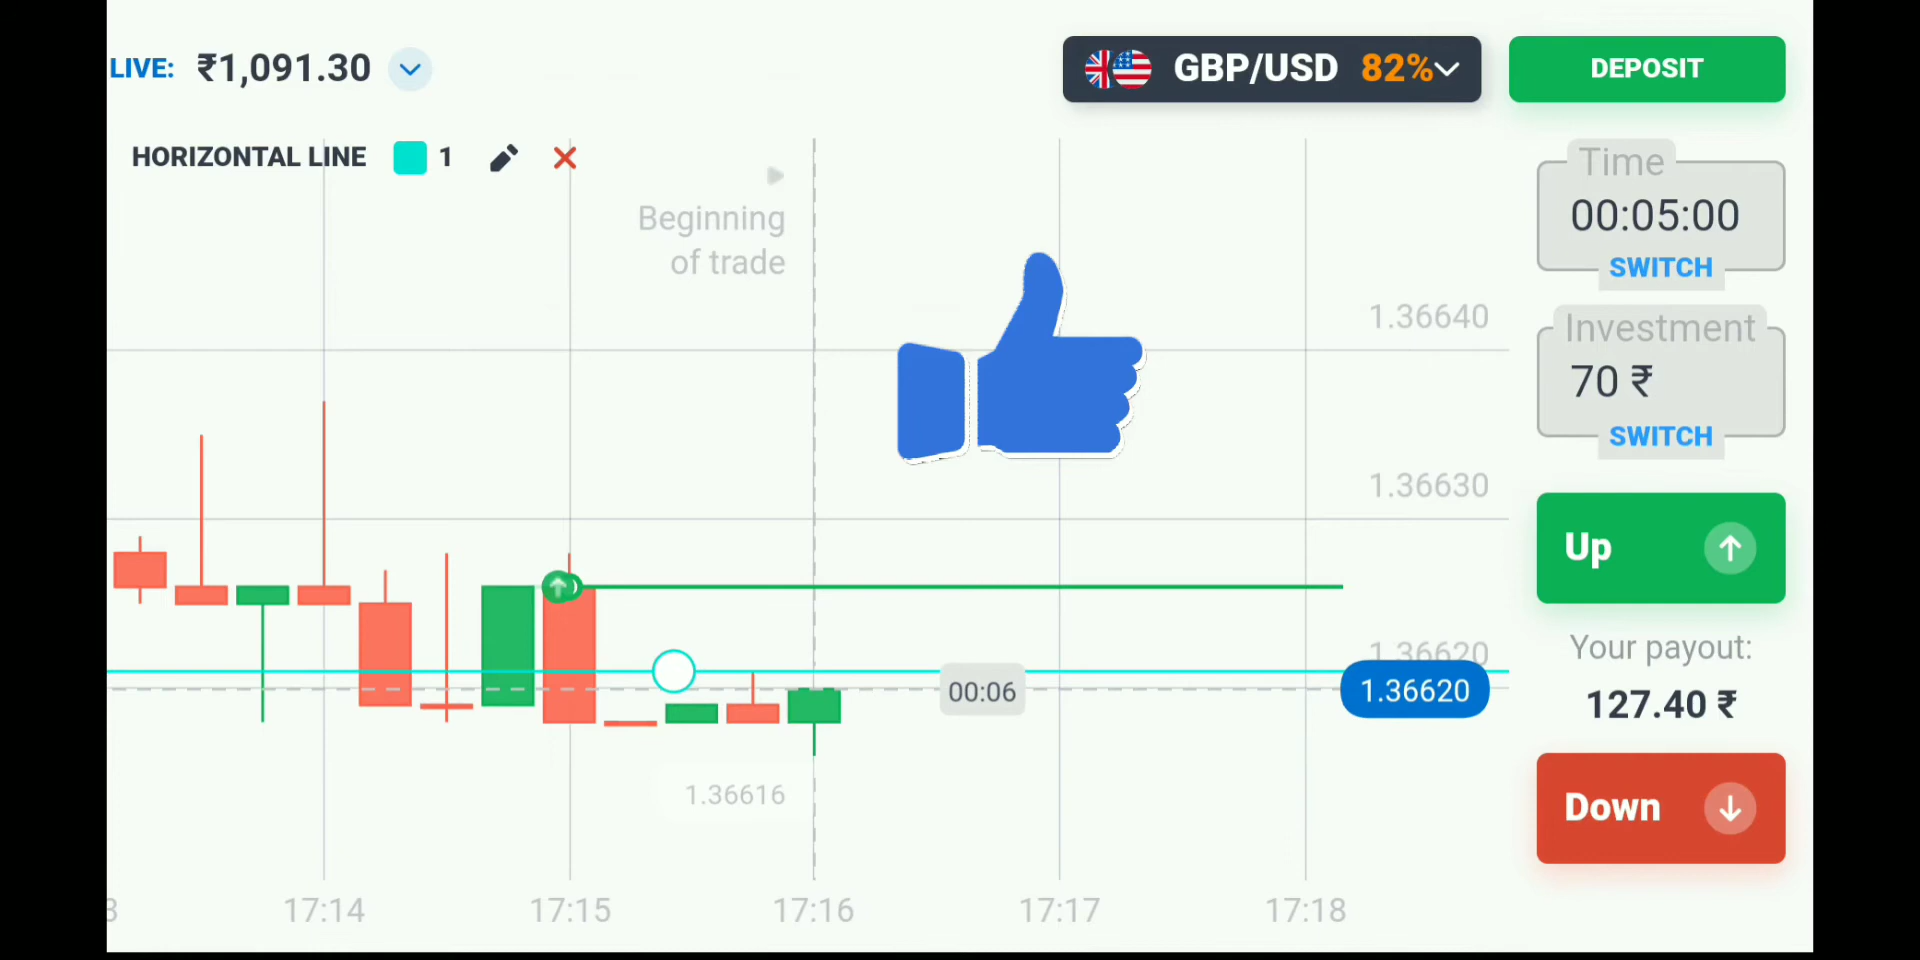 LIVE: ₹1,091.30
GBP/USD 82%
DEPOSIT
HORIZONTAL LINE 1
Beginning
of trade
Time
00:05:00
SWITCH
1.36640
Investment
70 ₹
SWITCH
1.36630
Up
1.36620
Your payout:
00:06
1.36620
127.40 ₹
1.36616
Down
3 17:14 17:15 17:16 17:17 17:18